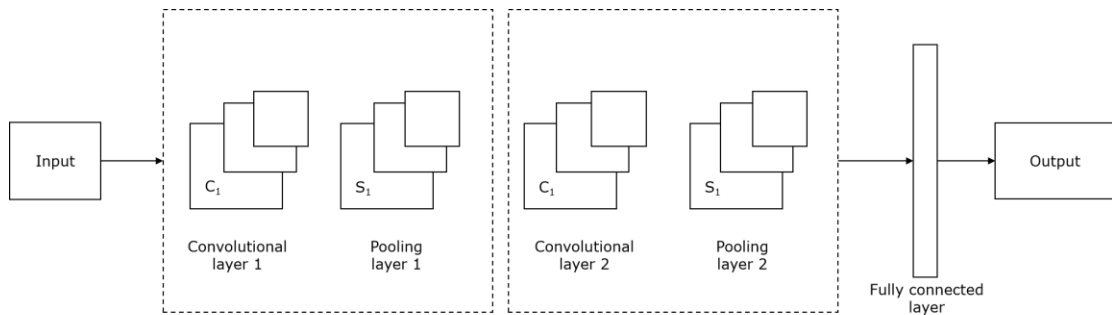 Input
C₁
Convolutional
layer 1
S₁
Pooling
layer 1
C₁
Convolutional
layer 2
S₁
Pooling
layer 2
Fully connected
layer
Output